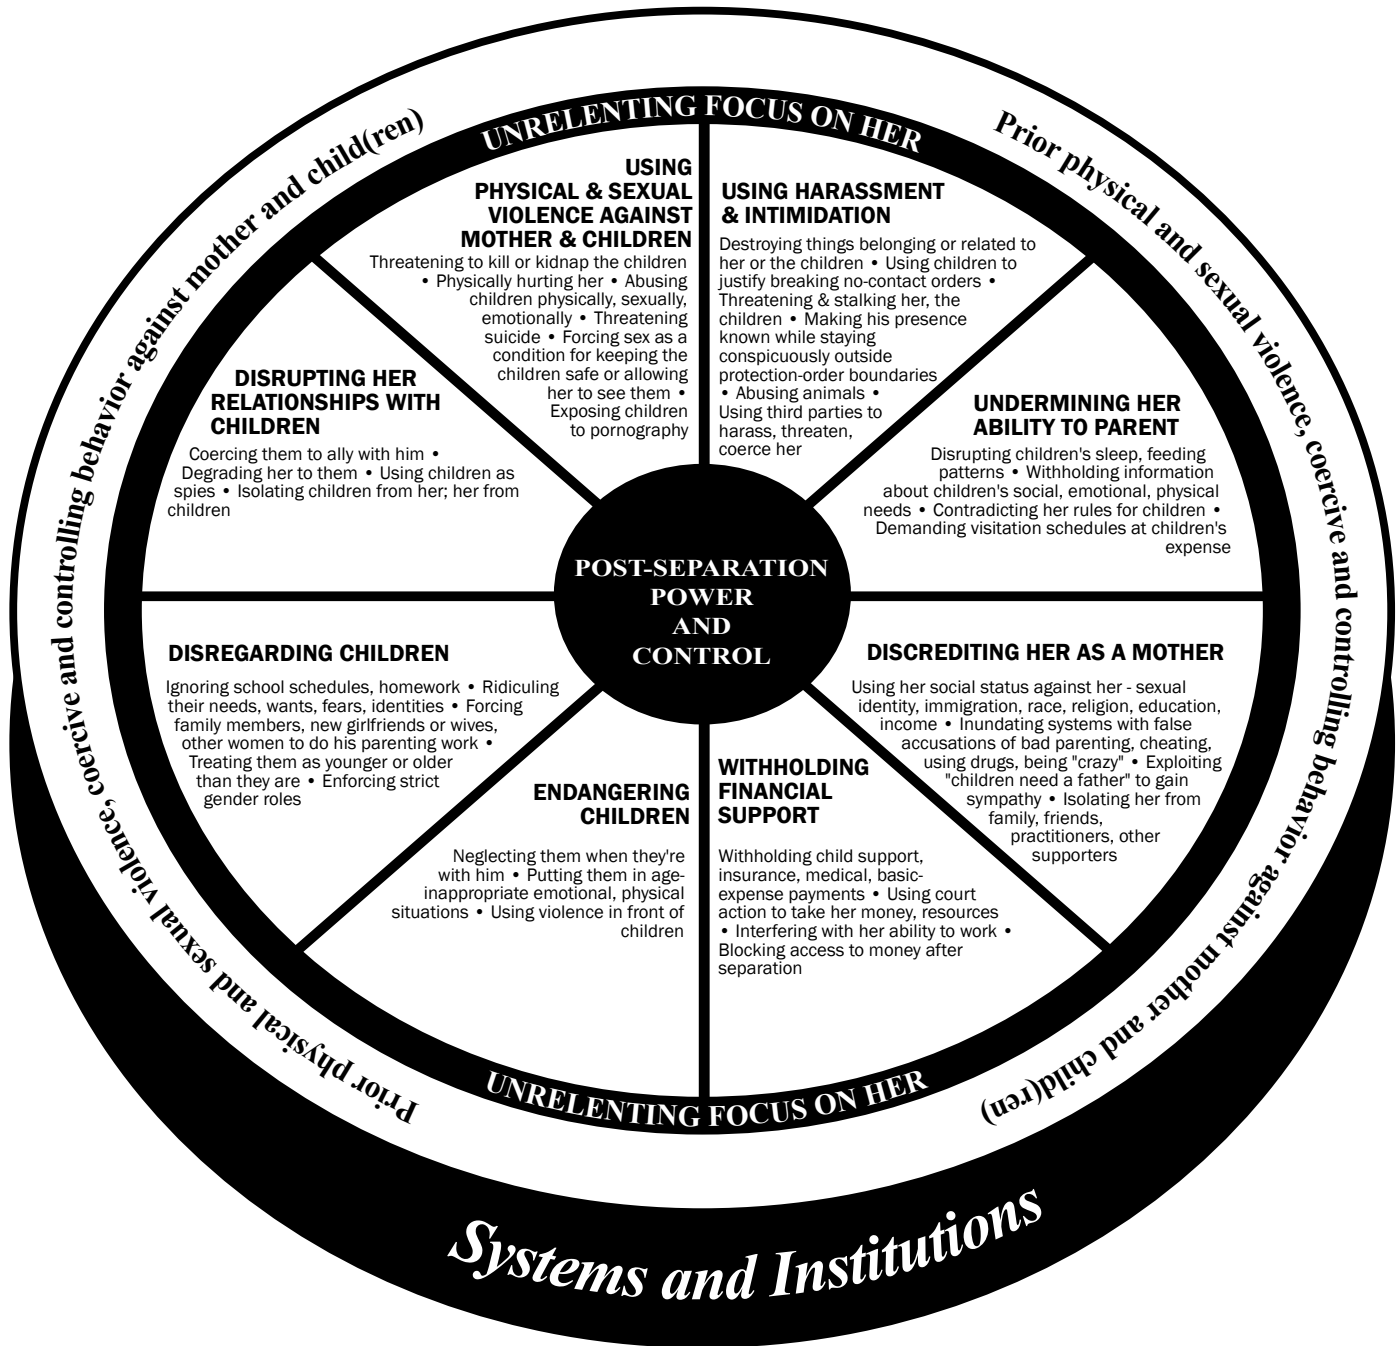 Prior physical and sexual violence, coercive and controlling behavior against mother and child(ren)
Prior physical and sexual violence, coercive and controlling behavior against mother and child(ren)
UNRELENTING FOCUS ON HER
USING
PHYSICAL & SEXUAL
VIOLENCE AGAINST
MOTHER & CHILDREN
Threatening to kill or kidnap the children
• Physically hurting her • Abusing
children physically, sexually,
emotionally • Threatening
suicide • Forcing sex as a
condition for keeping the
children safe or allowing
her to see them •
Exposing children
to pornography
USING HARASSMENT
& INTIMIDATION
Destroying things belonging or related to
her or the children • Using children to
justify breaking no-contact orders •
Threatening & stalking her, the
children • Making his presence
known while staying
conspicuously outside
protection-order boundaries
• Abusing animals •
Using third parties to
harass, threaten,
coerce her
UNDERMINING HER
ABILITY TO PARENT
Disrupting children's sleep, feeding
patterns • Withholding information
about children's social, emotional, physical
needs • Contradicting her rules for children •
Demanding visitation schedules at children's
expense
DISCREDITING HER AS A MOTHER
Using her social status against her - sexual
identity, immigration, race, religion, education,
income • Inundating systems with false
accusations of bad parenting, cheating,
using drugs, being "crazy" • Exploiting
"children need a father" to gain
sympathy • Isolating her from
family, friends,
practitioners, other
supporters
WITHHOLDING
FINANCIAL
SUPPORT
Withholding child support,
insurance, medical, basic-
expense payments • Using court
action to take her money, resources
• Interfering with her ability to work •
Blocking access to money after
separation
ENDANGERING
CHILDREN
Neglecting them when they're
with him • Putting them in age-
inappropriate emotional, physical
situations • Using violence in front of
children
DISREGARDING CHILDREN
Ignoring school schedules, homework • Ridiculing
their needs, wants, fears, identities • Forcing
family members, new girlfriends or wives,
other women to do his parenting work •
Treating them as younger or older
than they are • Enforcing strict
gender roles
DISRUPTING HER
RELATIONSHIPS WITH
CHILDREN
Coercing them to ally with him •
Degrading her to them • Using children as
spies • Isolating children from her; her from
children
POST-SEPARATION
POWER
AND
CONTROL
UNRELENTING FOCUS ON HER
Systems and Institutions